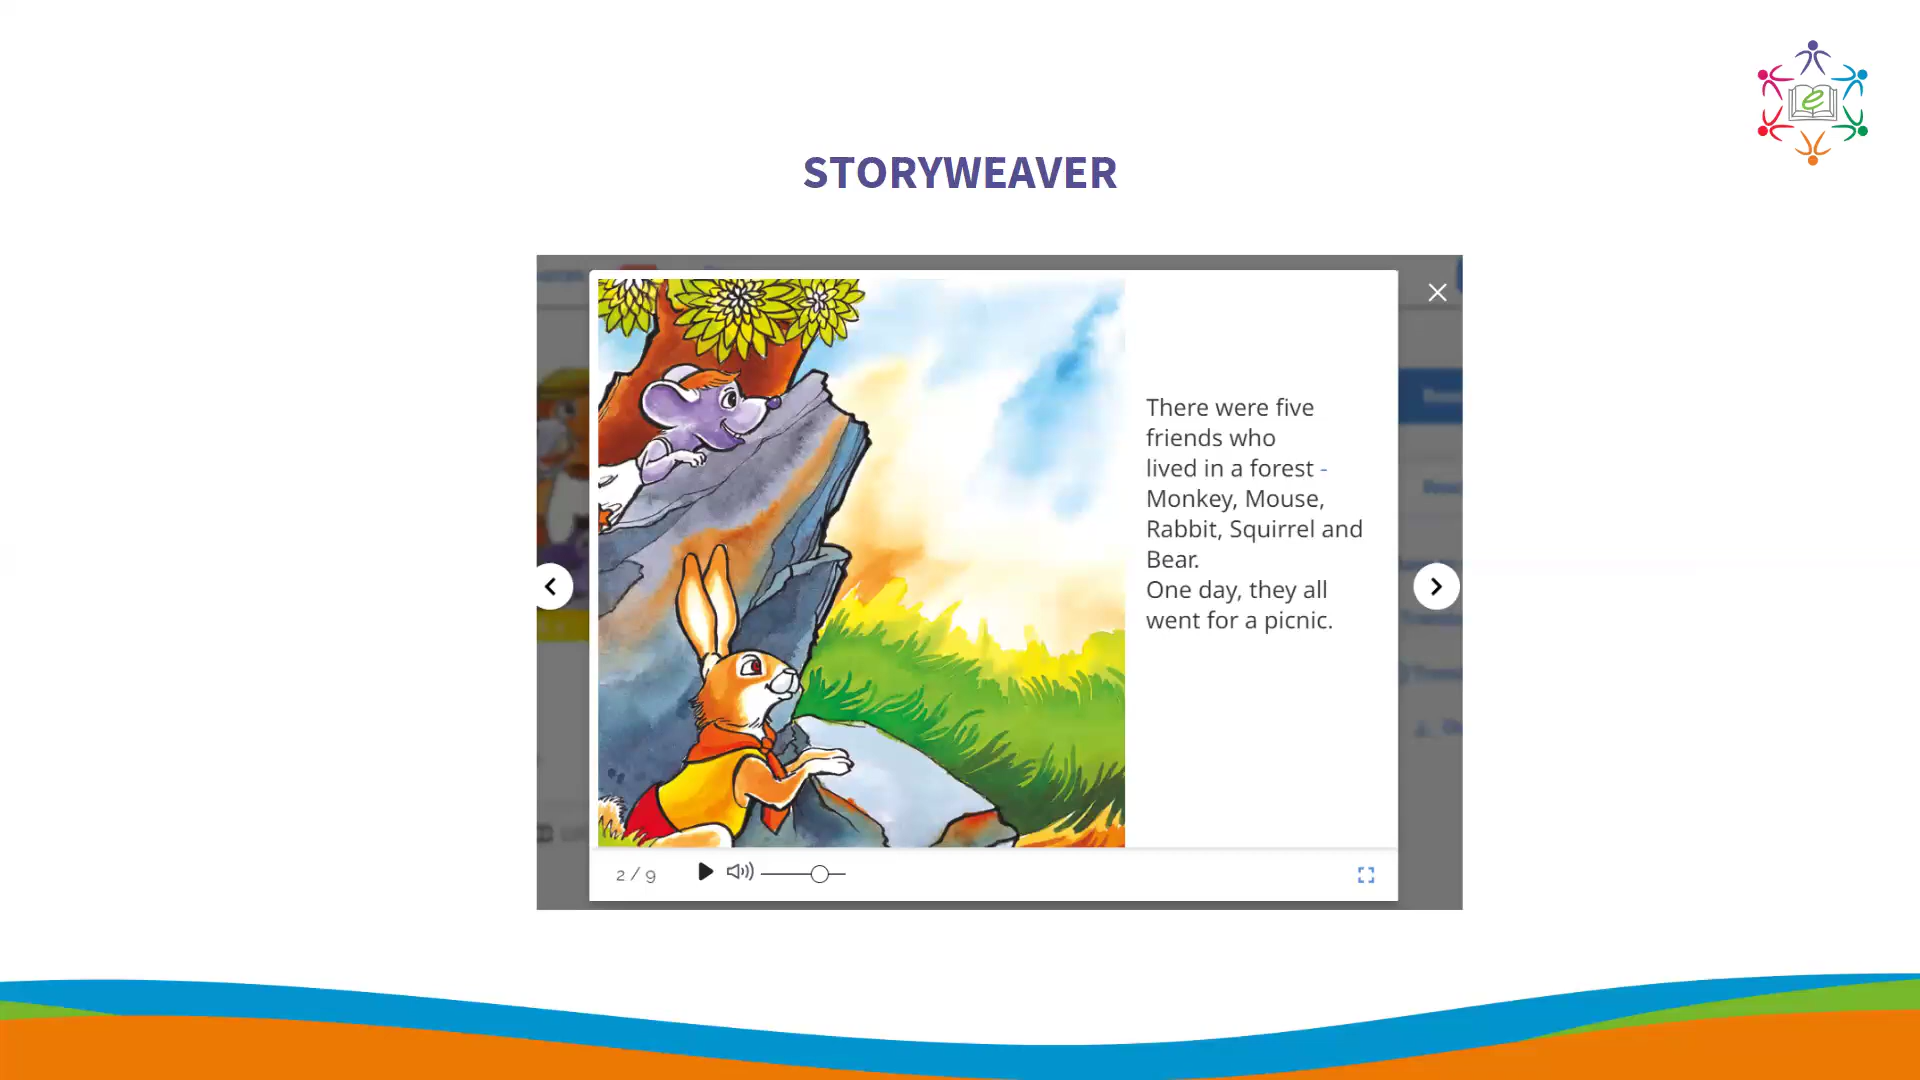 STORYWEAVER
There were five
friends who
lived in a forest -
Monkey, Mouse,
Rabbit, Squirrel and
Bear.
One day, they all
went for a picnic.
2 / 9
e